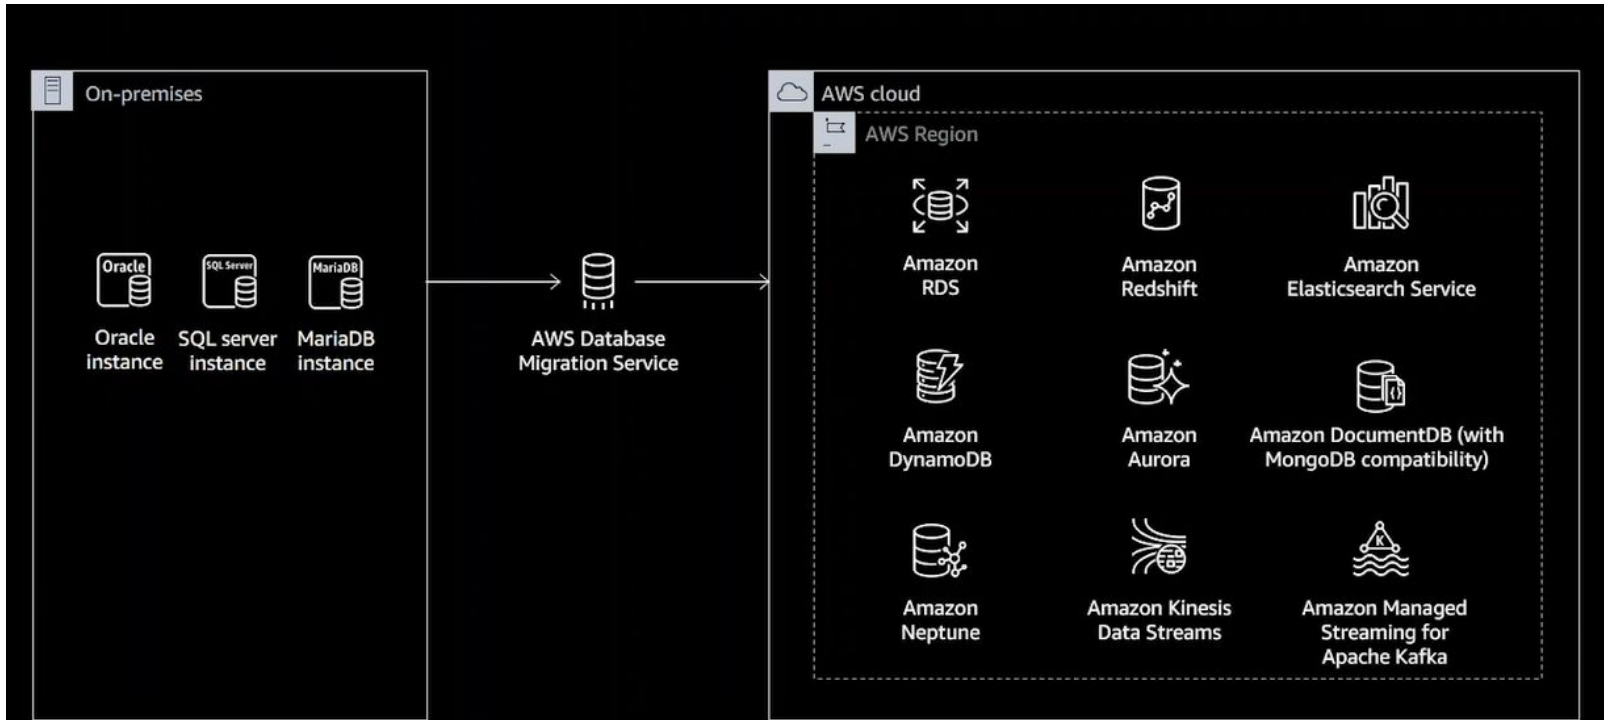 On-premises
Oracle
SQL Server
MariaDB
Oracle
instance
SQL server
instance
MariaDB
instance
AWS Database
Migration Service
AWS cloud
AWS Region
Amazon
RDS
Amazon
Redshift
Amazon
Elasticsearch Service
Amazon
DynamoDB
Amazon
Aurora
Amazon DocumentDB (with
MongoDB compatibility)
Amazon
Neptune
Amazon Kinesis
Data Streams
K
Amazon Managed
Streaming for
Apache Kafka